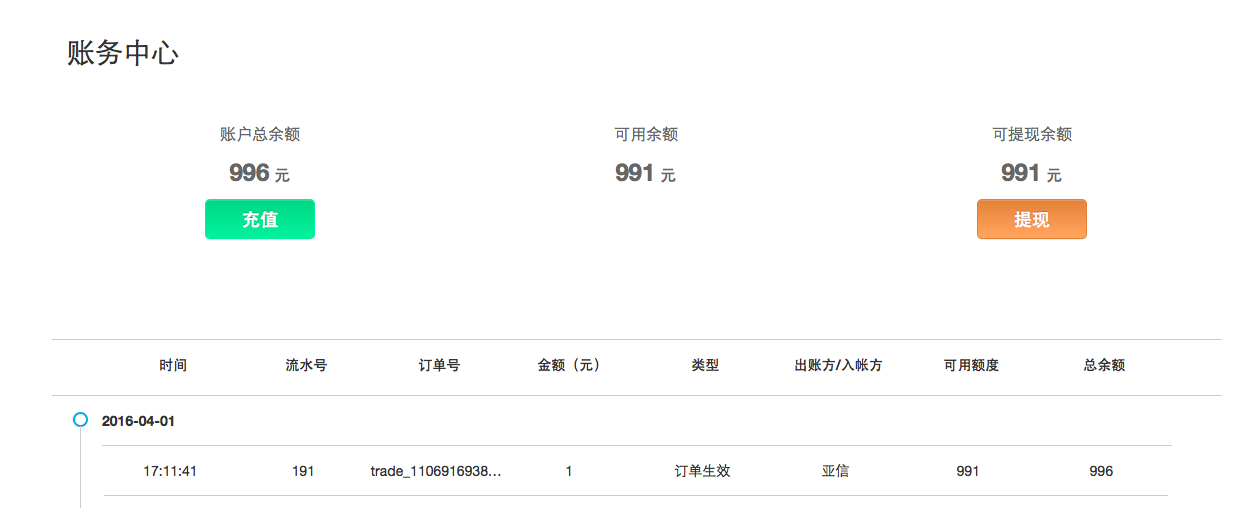 账务中心
账户总余额 可用余额 可提现余额
996 元 991 元 991 元
充值 提现
时间 流水号 订单号 金额（元） 类型 出账方/入帐方 可用额度 总余额
2016-04-01
17:11:41 191 trade_1106916938... 1 订单生效 亚信 991 996